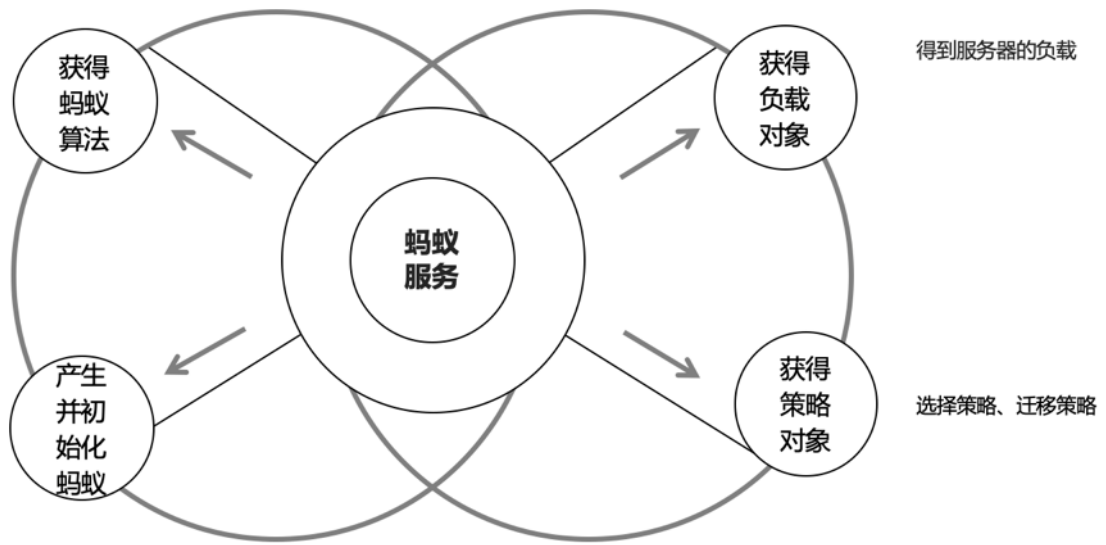 获得
蚂蚁
算法
获得
负载
对象
得到服务器的负载
蚂蚁
服务
产生
并初
始化
蚂蚁
获得
策略
对象
选择策略、迁移策略